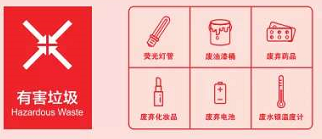 有害垃圾
Hazardous Waste
荧光灯管
废油漆桶
废弃药品
废弃化妆品
废弃电池
废水银温度计